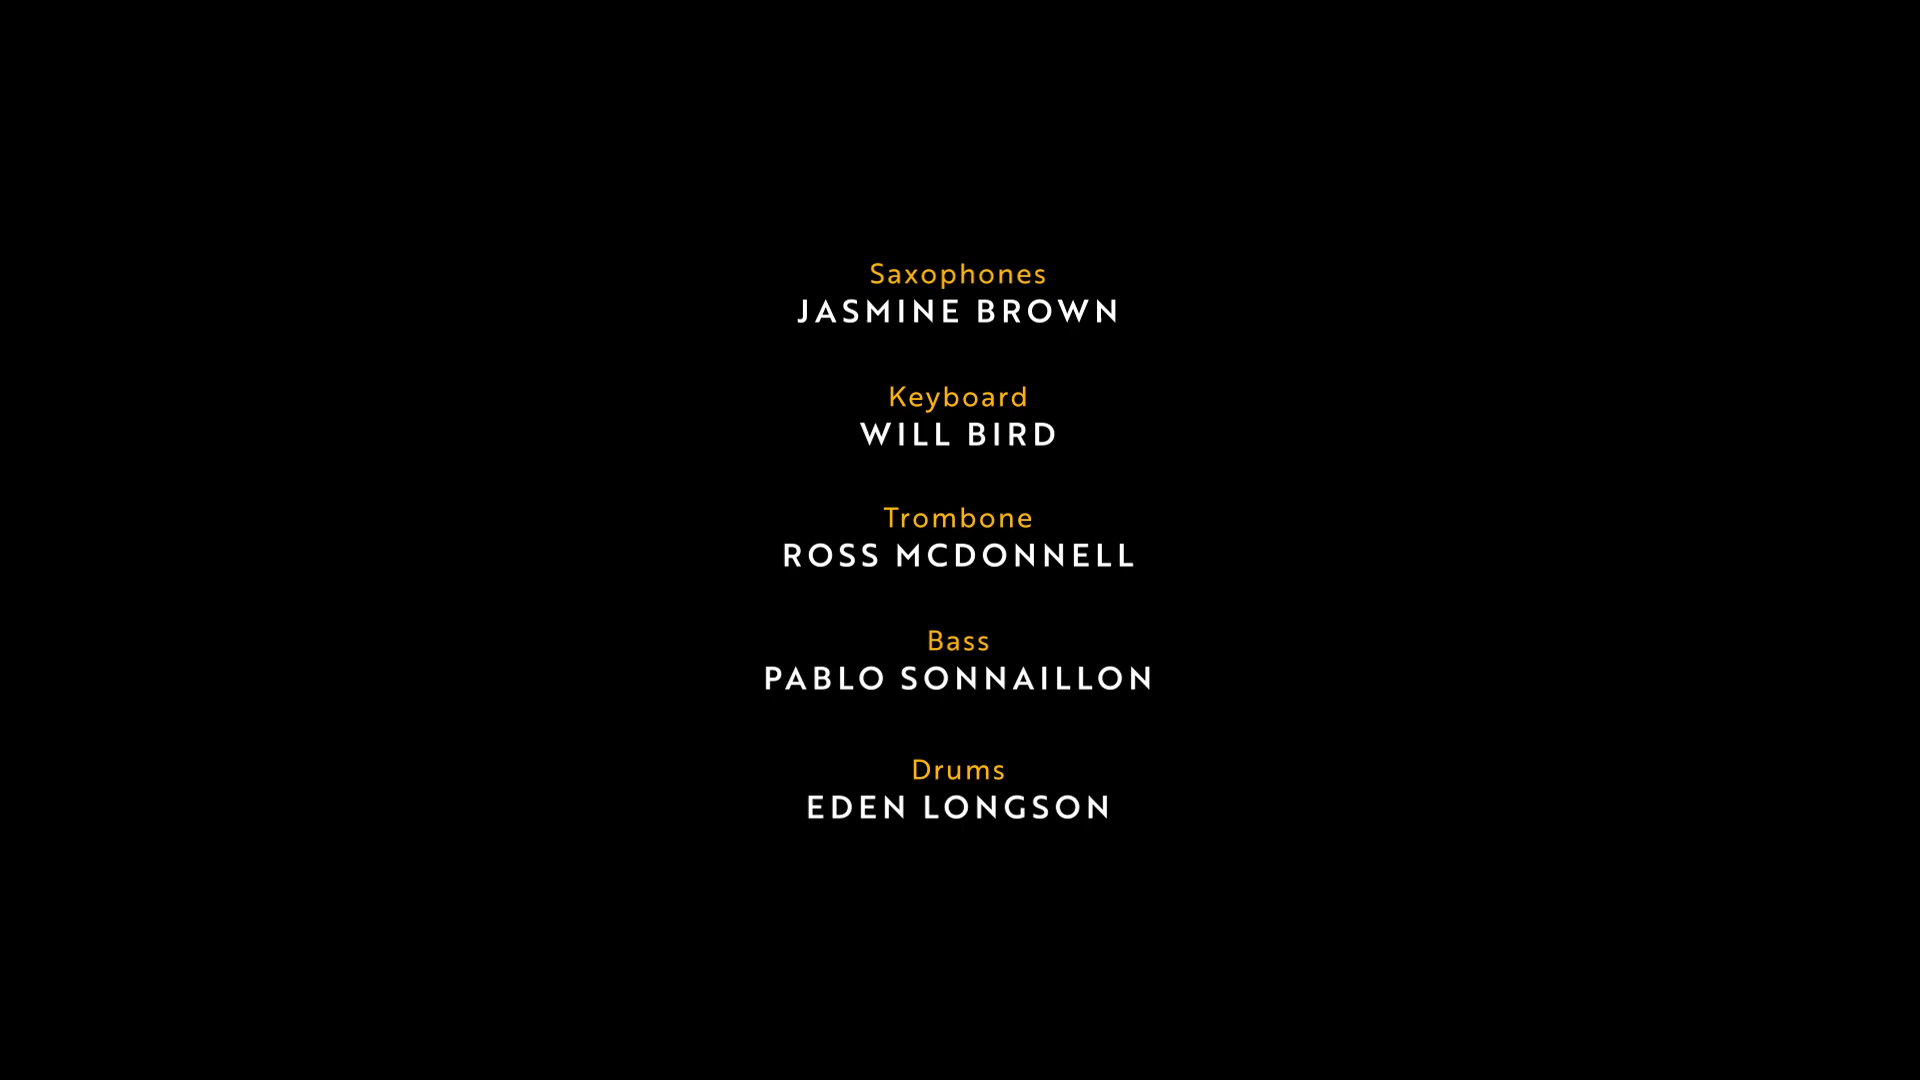 Saxophones
JASMINE BROWN
Keyboard
WILL BIRD
Trombone
ROSS MCDONNELL
Bass
PABLO SONNAILLON
Drums
EDEN LONGSON